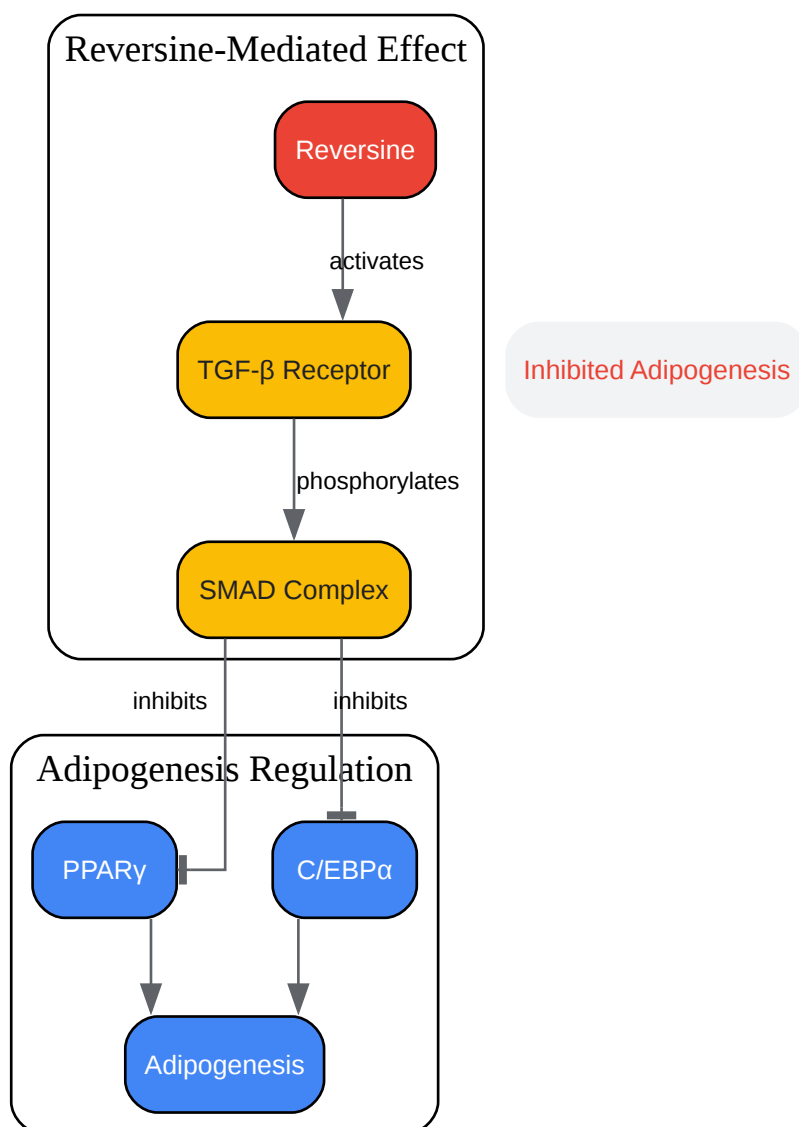 Reversine-Mediated Effect
Reversine
activates
TGF-β Receptor
Inhibited Adipogenesis
phosphorylates
SMAD Complex
inhibits
inhibits
Adipogenesis Regulation
PPARγ
C/EBPα
Adipogenesis